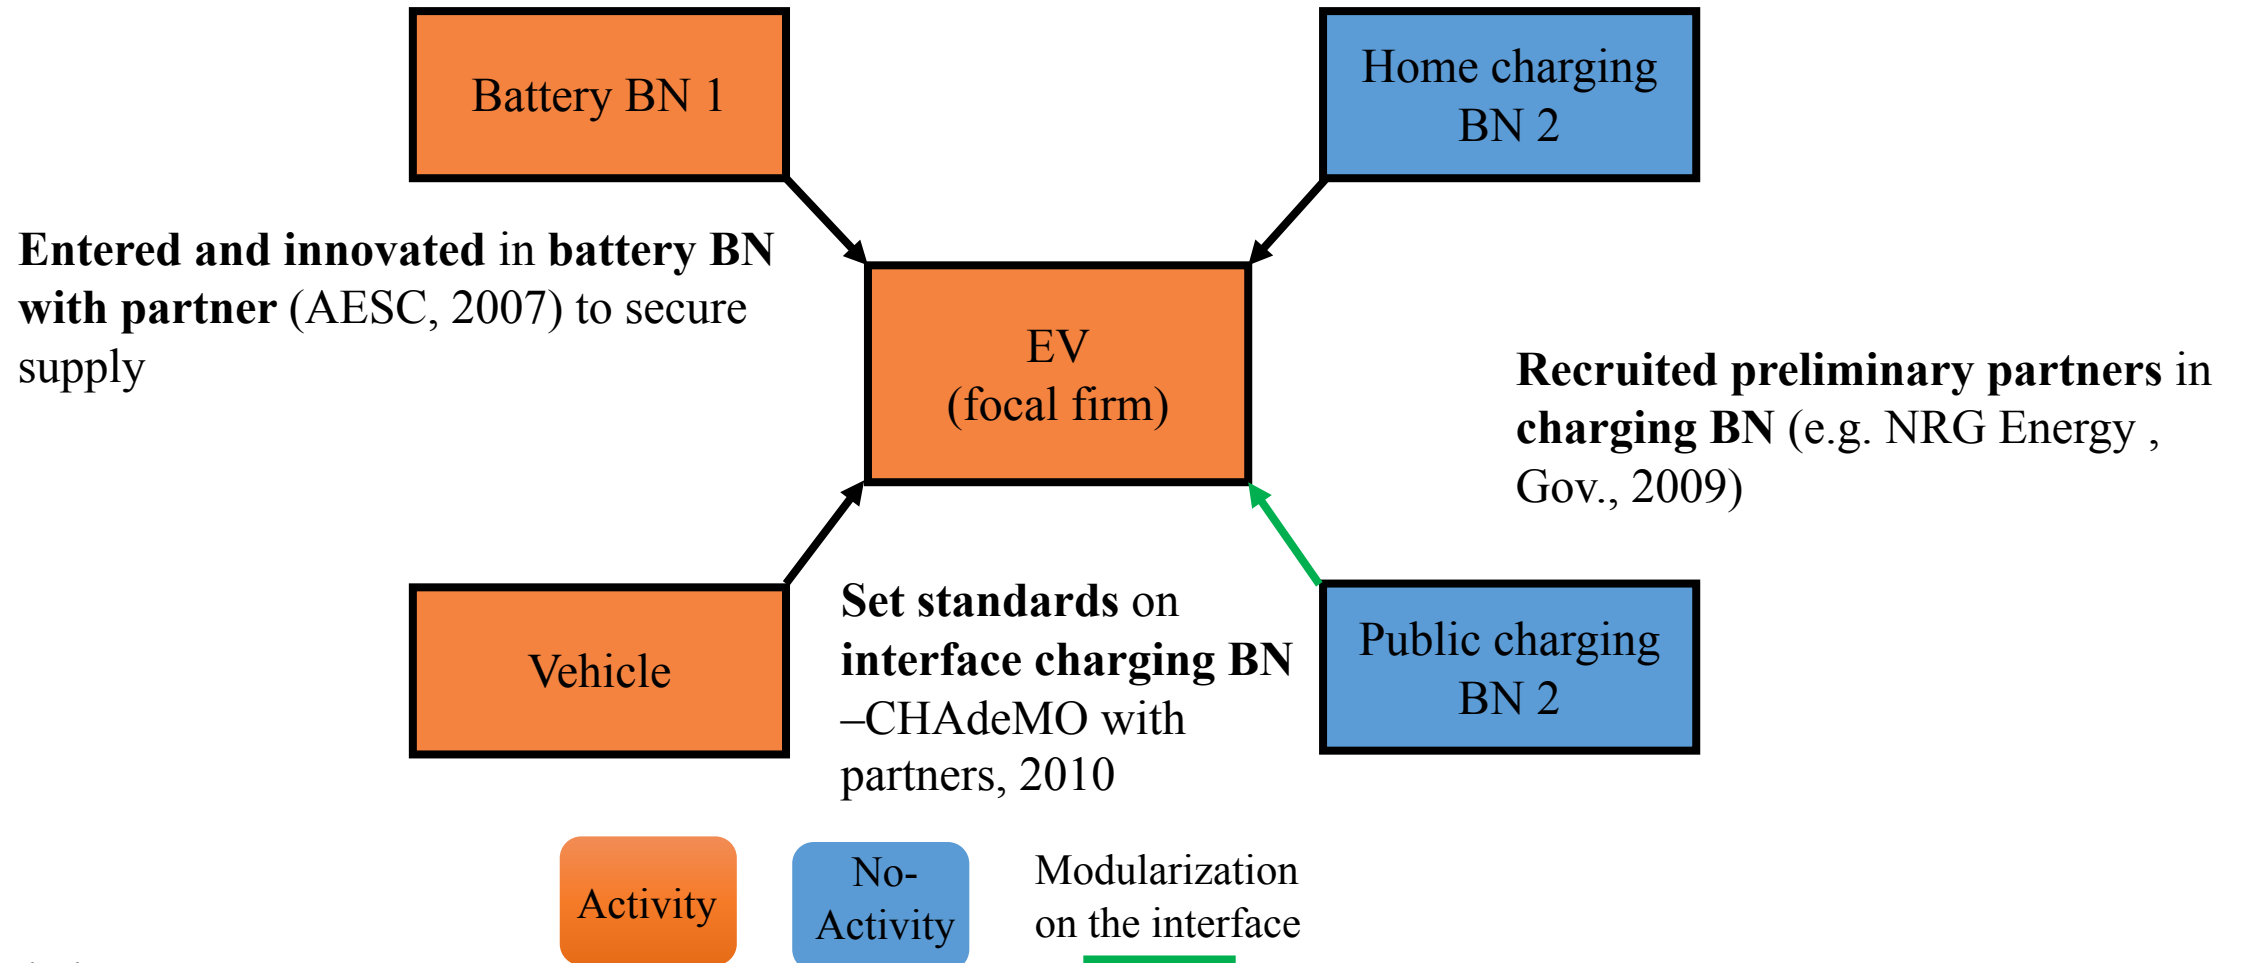 Battery BN 1
Home charging
BN 2
Entered and innovated in battery BN
with partner (AESC, 2007) to secure
supply
EV
(focal firm)
Recruited preliminary partners in
charging BN (e.g. NRG Energy ,
Gov., 2009)
Vehicle
Set standards on
interface charging BN
–CHAdeMO with
partners, 2010
Public charging
BN 2
Activity
No-
Activity
Modularization
on the interface